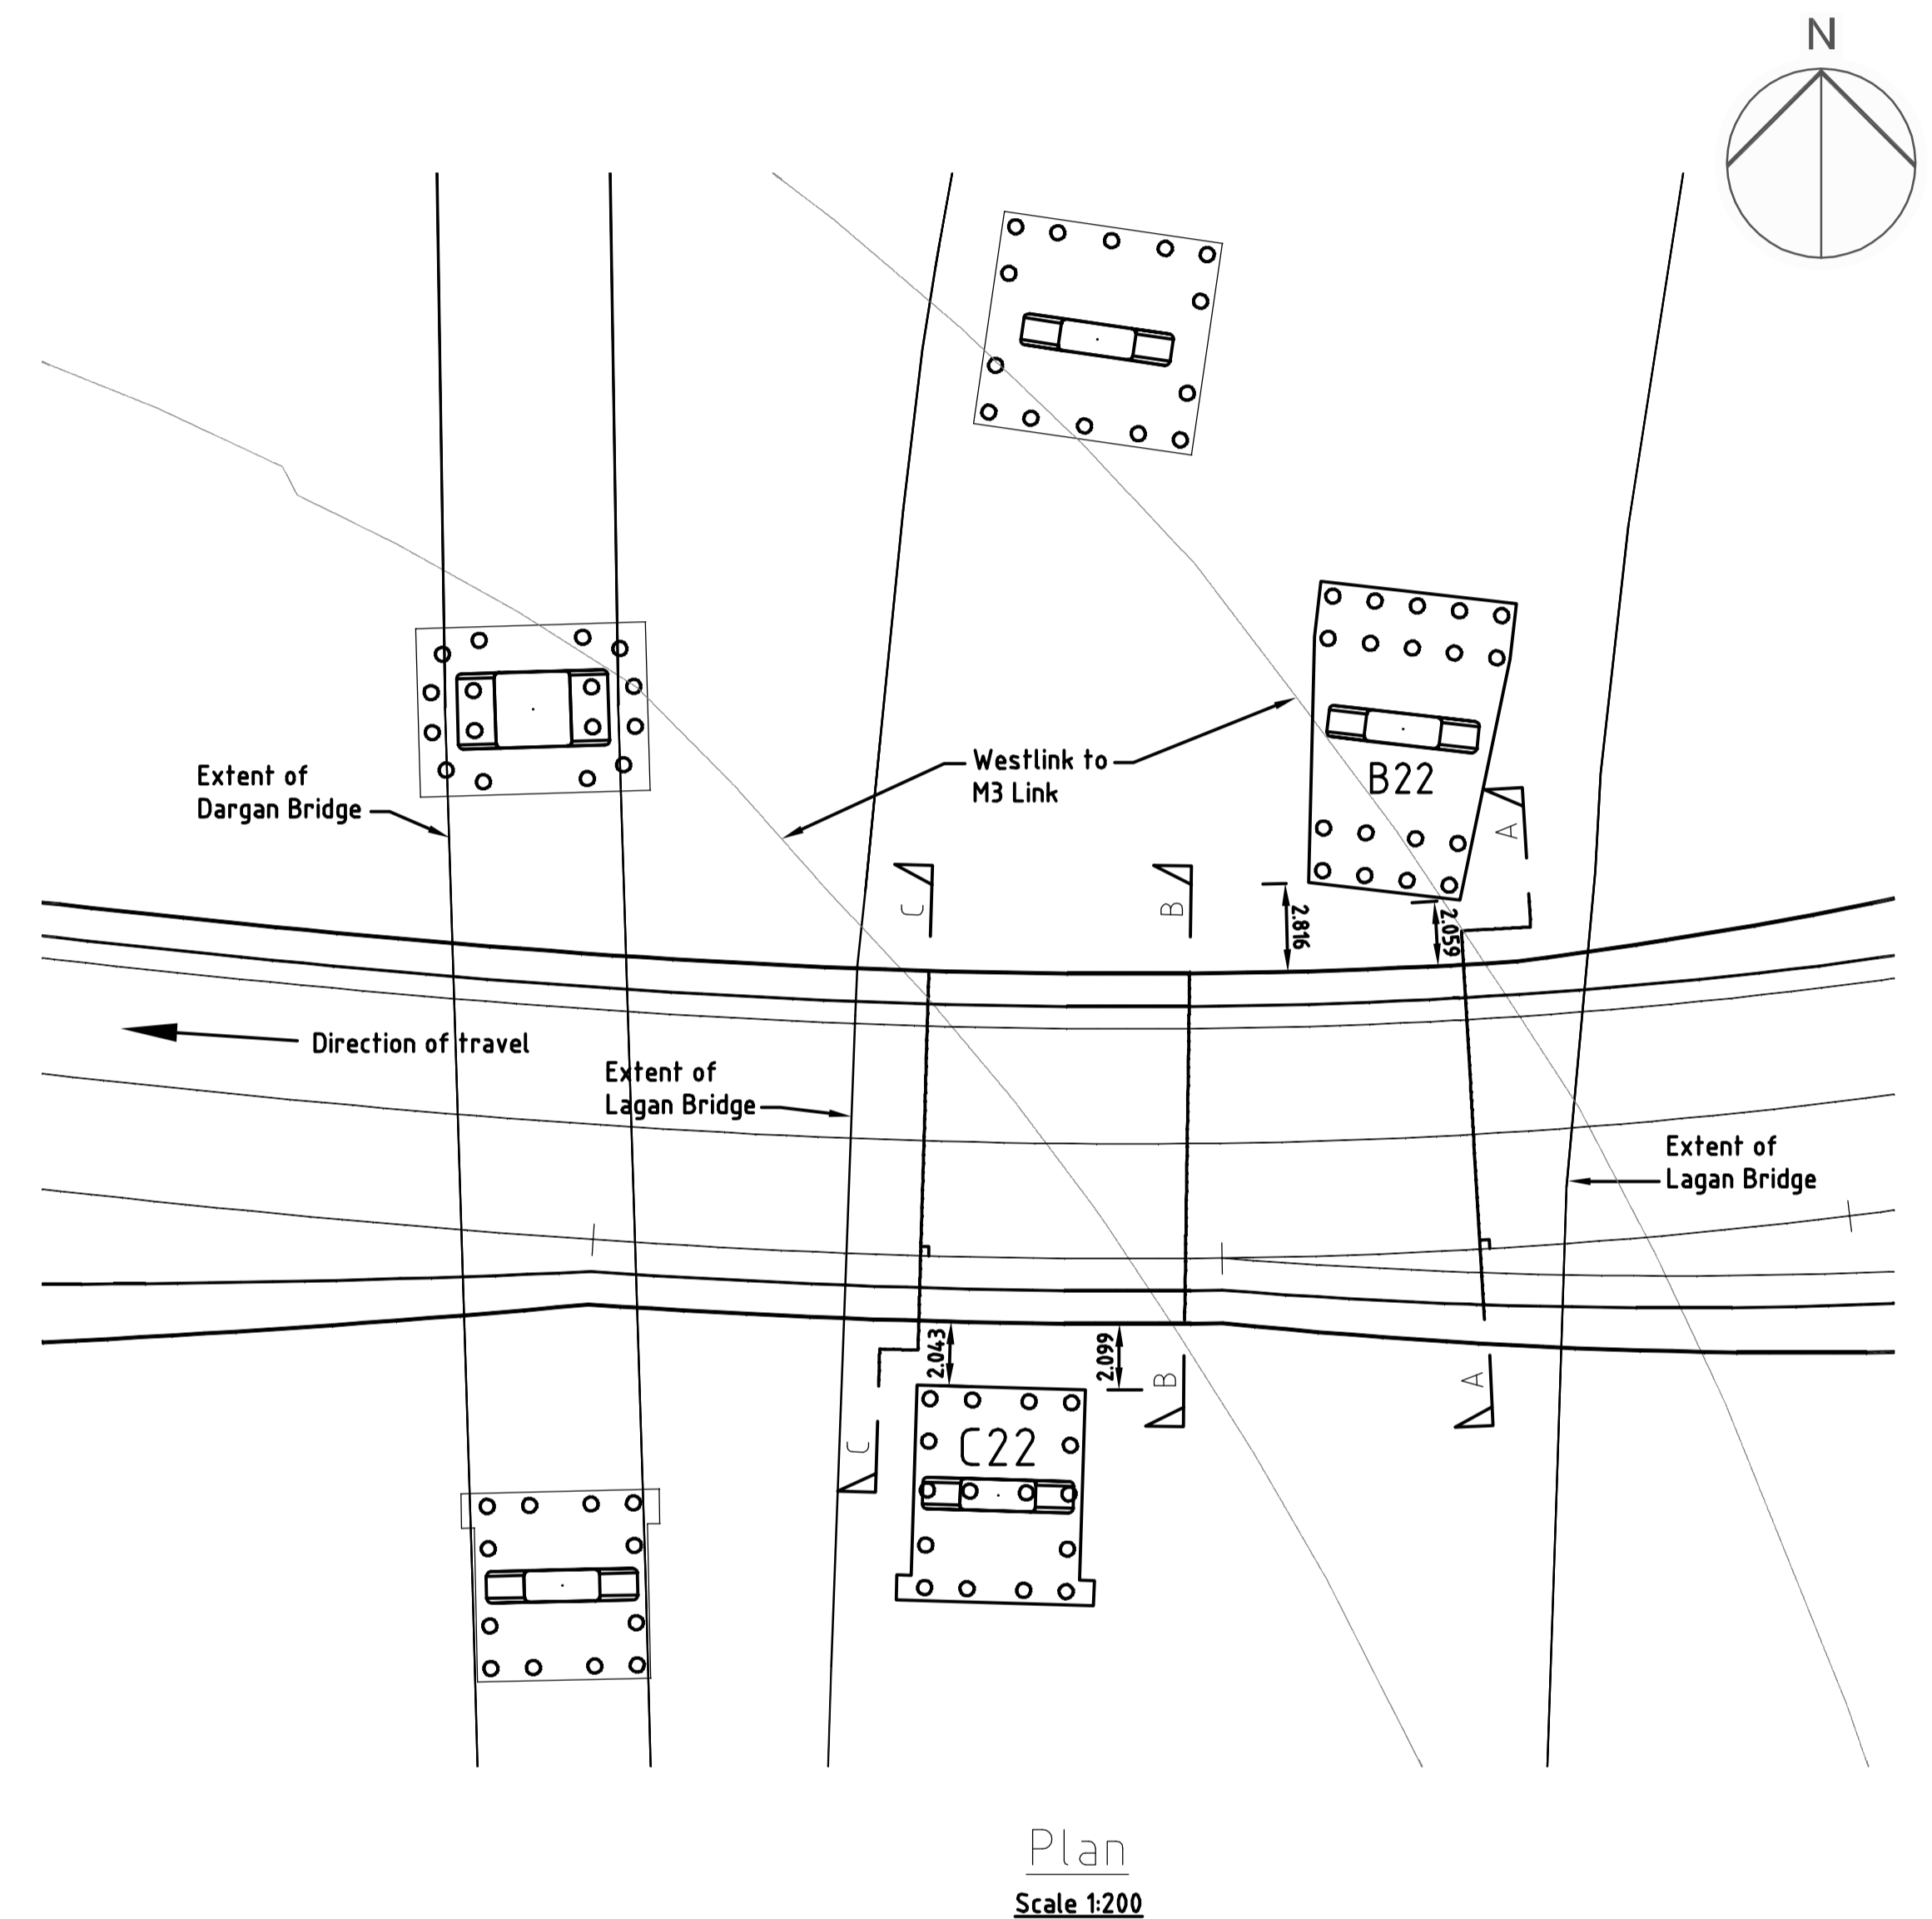 N
Westlink to
M3 Link
B22
Extent of
Dargan Bridge
A
C
B
2.816
2.059
Direction of travel
Extent of
Lagan Bridge
Extent of
Lagan Bridge
2.043
2.099
B
A
C
C22
Plan
Scale 1:200